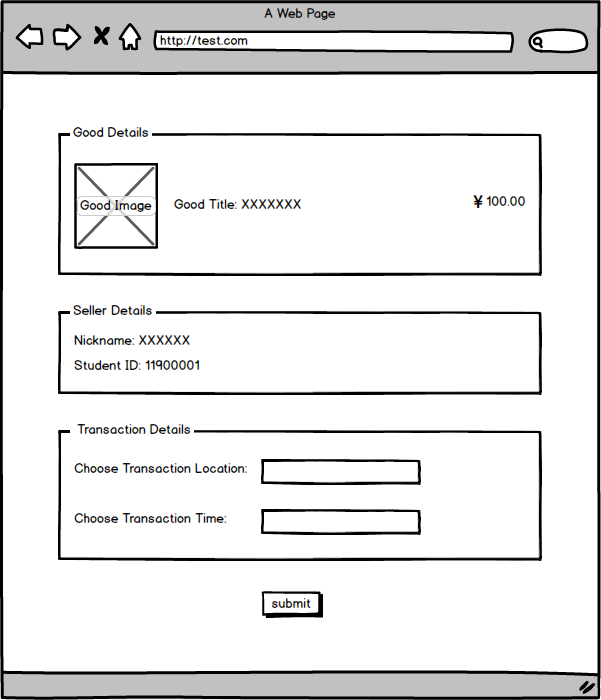 A Web Page
http://test.com
Good Details
Good Image
Good Title: XXXXXXX
¥ 100.00
Seller Details
Nickname: XXXXXX
Student ID: 11900001
Transaction Details
Choose Transaction Location:
Choose Transaction Time:
submit